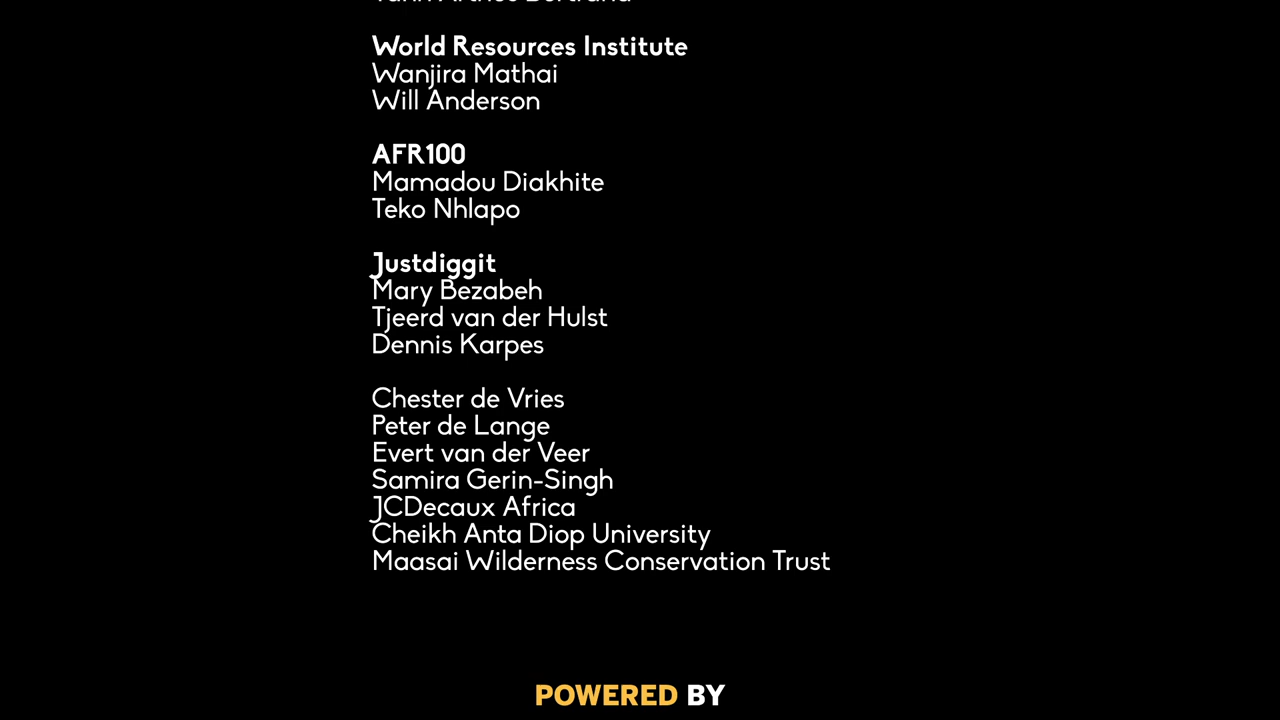 World Resources Institute
Wanjira Mathai
Will Anderson
AFR100
Mamadou Diakhite
Teko Nhlapo
Justdiggit
Mary Bezabeh
Tjeerd van der Hulst
Dennis Karpes
Chester de Vries
Peter de Lange
Evert van der Veer
Samira Gerin-Singh
JCDecaux Africa
Cheikh Anta Diop University
Maasai Wilderness Conservation Trust
POWERED BY